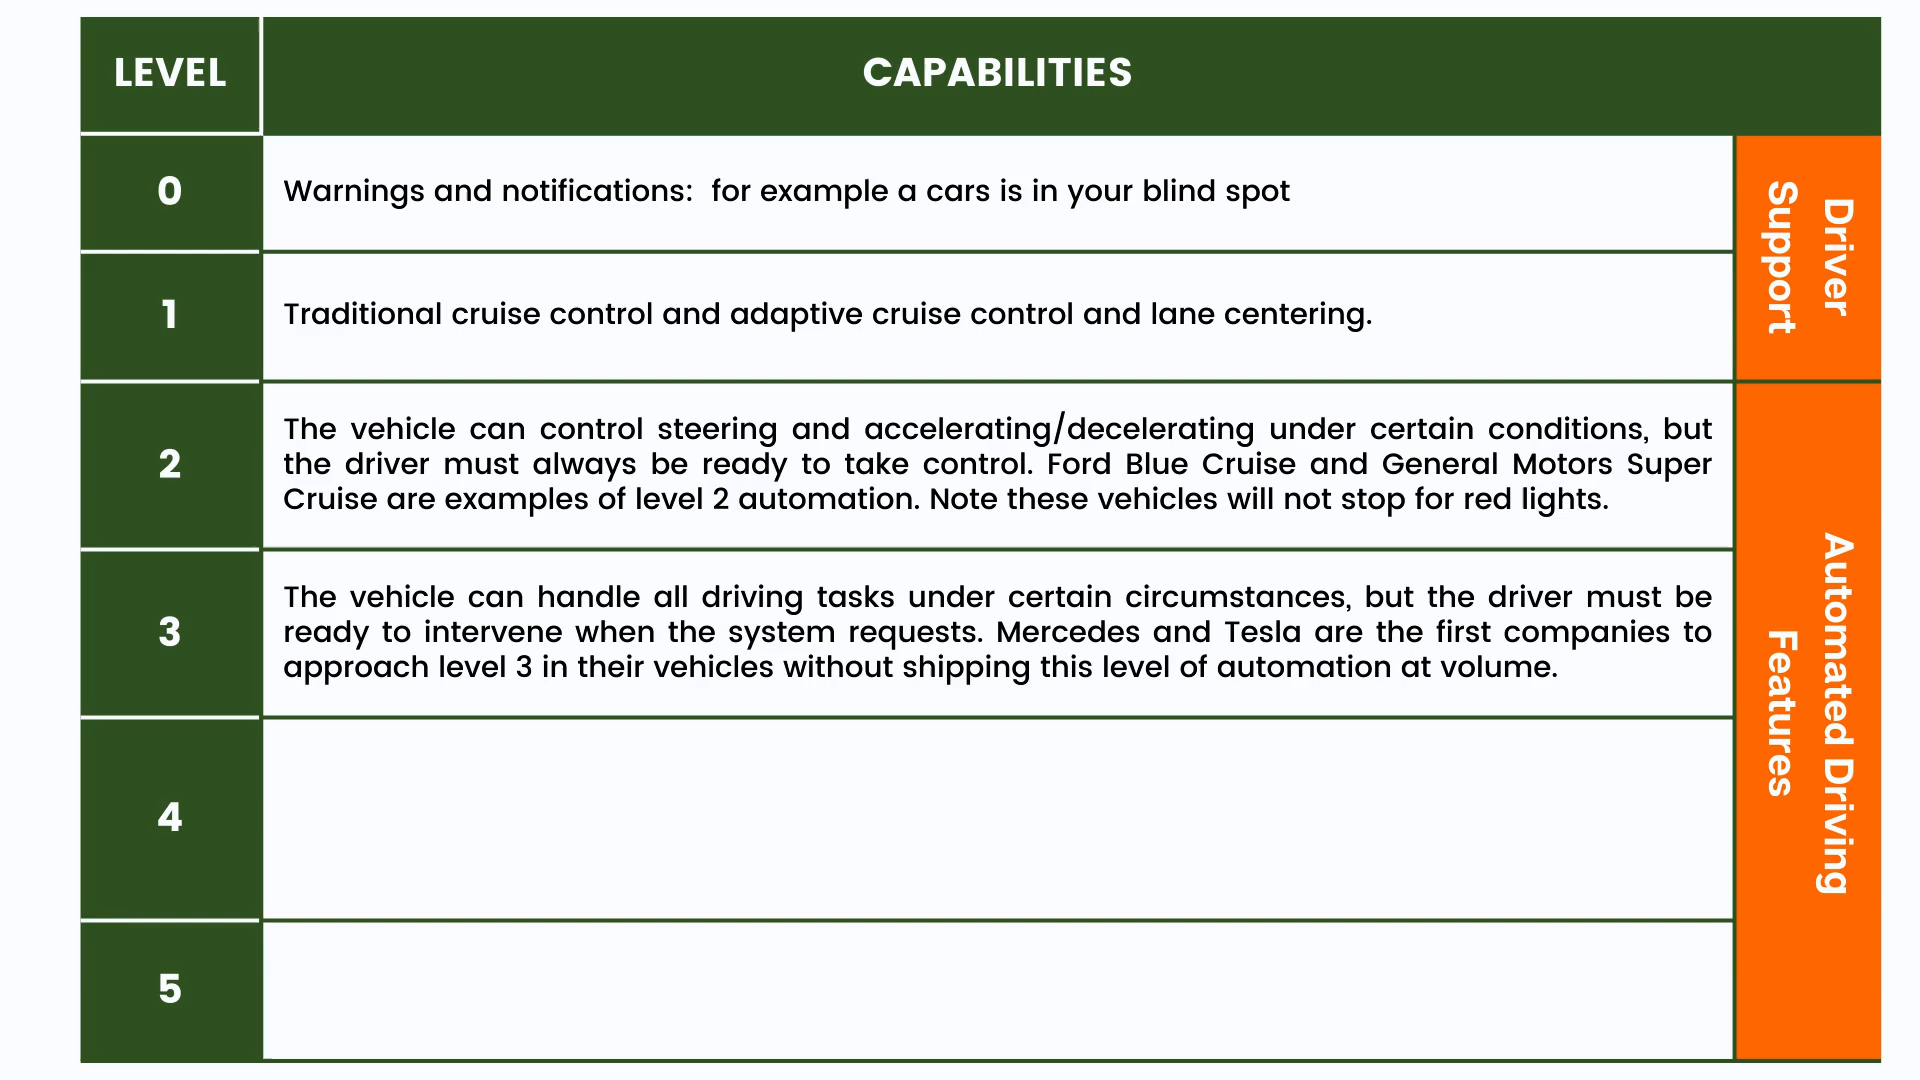 LEVEL
CAPABILITIES
0
Warnings and notifications:  for example a cars is in your blind spot
1
Traditional cruise control and adaptive cruise control and lane centering.
Driver
Support
2
The vehicle can control steering and accelerating/decelerating under certain conditions, but
the driver must always be ready to take control. Ford Blue Cruise and General Motors Super
Cruise are examples of level 2 automation. Note these vehicles will not stop for red lights.
3
The vehicle can handle all driving tasks under certain circumstances, but the driver must be
ready to intervene when the system requests. Mercedes and Tesla are the first companies to
approach level 3 in their vehicles without shipping this level of automation at volume.
4
5
Automated Driving
Features